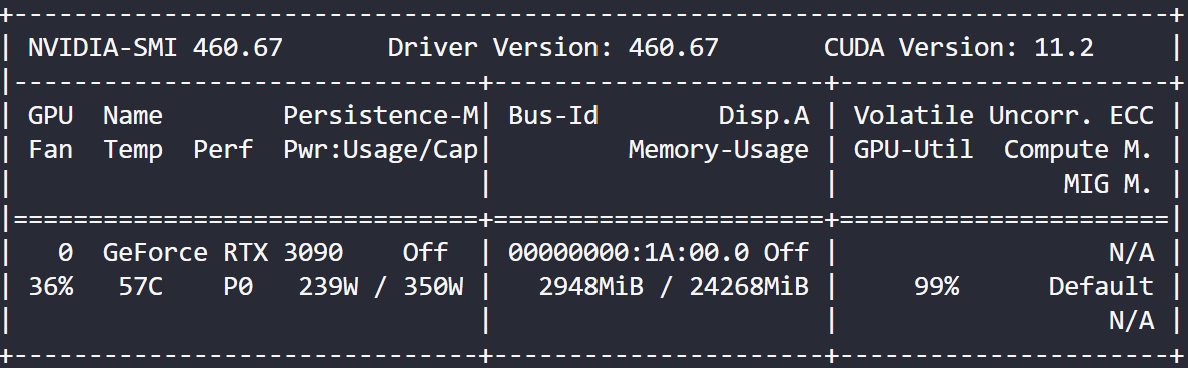 +-----------------------------------------------------------------------------+
| NVIDIA-SMI 460.67       Driver Version: 460.67       CUDA Version: 11.2     |
|-------------------------------+----------------------+----------------------+
| GPU  Name        Persistence-M| Bus-Id        Disp.A | Volatile Uncorr. ECC |
| Fan  Temp  Perf  Pwr:Usage/Cap|         Memory-Usage | GPU-Util  Compute M. |
|                               |                      |               MIG M. |
|===============================+======================+======================|
|   0  GeForce RTX 3090    Off  | 00000000:1A:00.0 Off |                  N/A |
| 36%   57C    P0   239W / 350W |   2948MiB / 24268MiB |     99%      Default |
|                               |                      |                  N/A |
+-------------------------------+----------------------+----------------------+